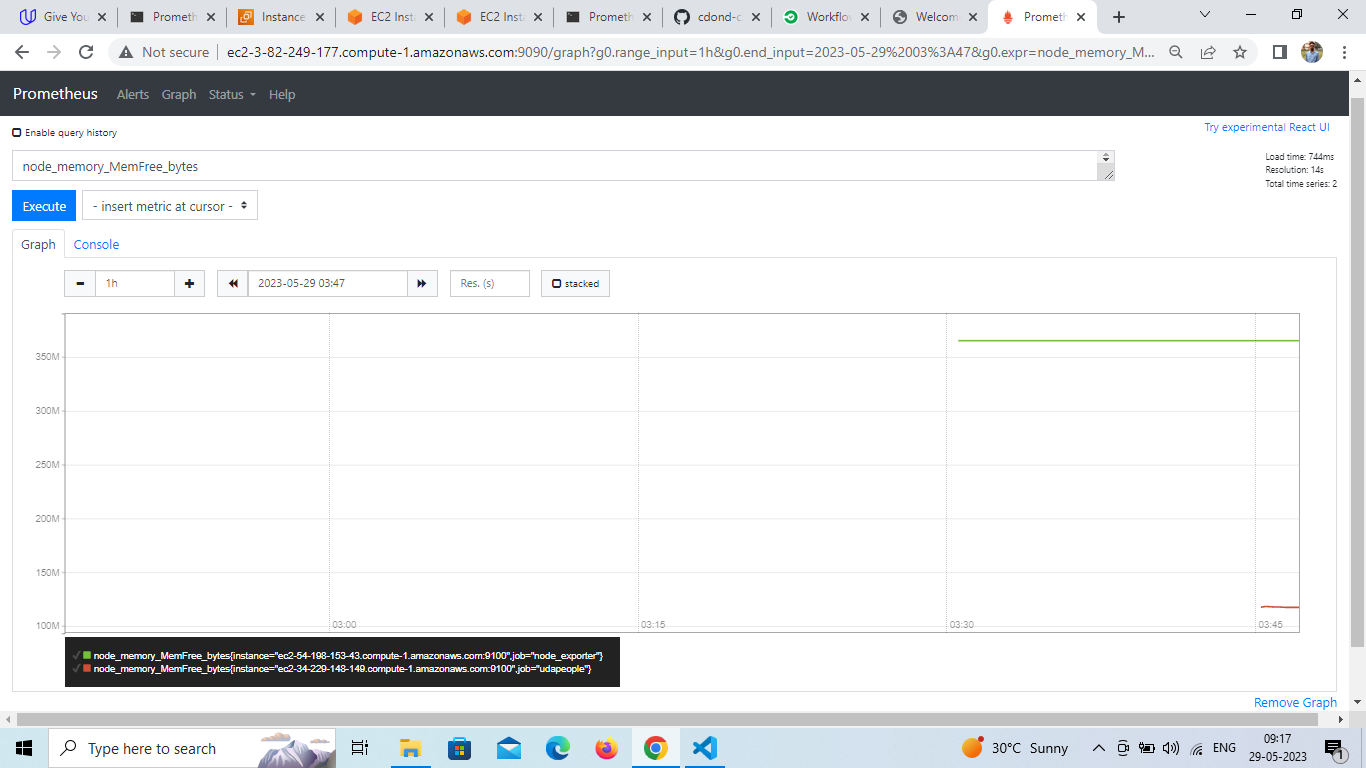 Give You
Prometh
Instance
EC2 Inst
EC2 Inst
Prometh
cdond-c
Workflo
Welcom
Prometh
Not secure
ec2-3-82-249-177.compute-1.amazonaws.com:9090/graph?g0.range_input=1h&g0.end_input=2023-05-29%2003%3A47&g0.expr=node_memory_M...
Prometheus Alerts Graph Status Help
Enable query history
Try experimental React UI
node_memory_MemFree_bytes
Load time: 744ms
Resolution: 14s
Total time series: 2
Execute
- insert metric at cursor -
Graph Console
1h
2023-05-29 03:47
Res. (s)
stacked
350M
300M
250M
200M
150M
100M
03:00 03:15 03:30 03:45
node_memory_MemFree_bytes{instance="ec2-54-198-153-43.compute-1.amazonaws.com:9100",job="node_exporter"}
node_memory_MemFree_bytes{instance="ec2-34-229-148-149.compute-1.amazonaws.com:9100",job="udapeople"}
Remove Graph
Type here to search
30°C Sunny
ENG
09:17
29-05-2023
1